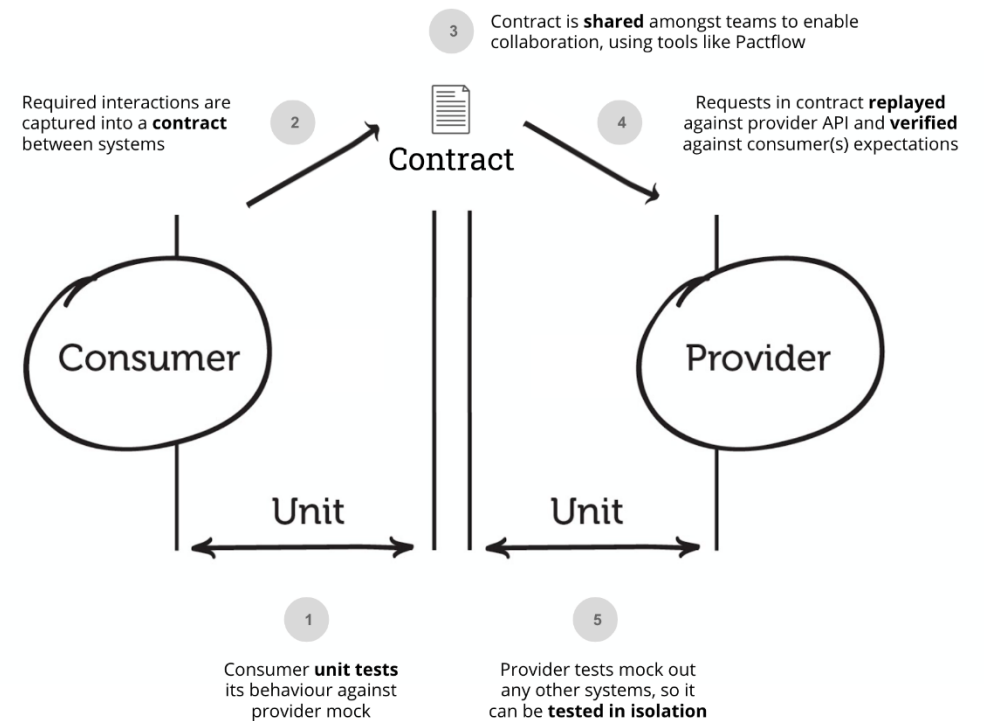 3
Contract is shared amongst teams to enable
collaboration, using tools like Pactflow
Required interactions are
captured into a contract
between systems
2
Contract
4
Requests in contract replayed
against provider API and verified
against consumer(s) expectations
Consumer
Provider
Unit
Unit
1
Consumer unit tests
its behaviour against
provider mock
5
Provider tests mock out
any other systems, so it
can be tested in isolation